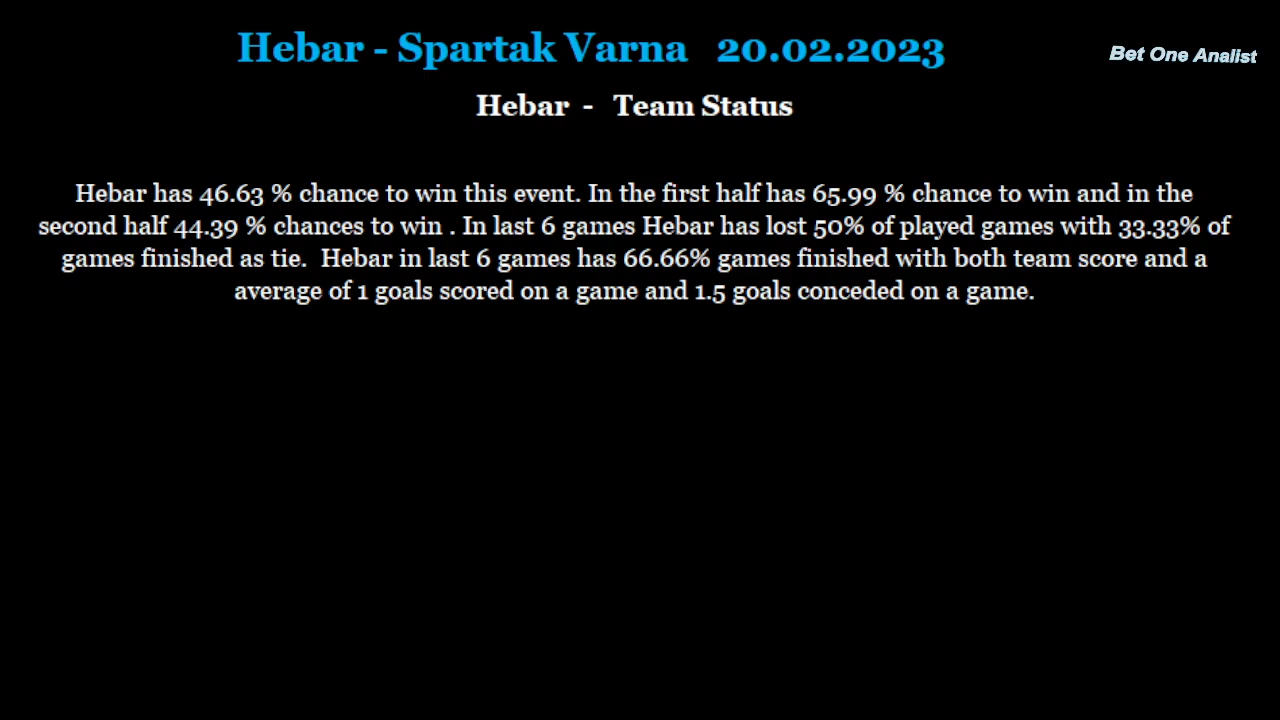 Hebar - Spartak Varna 20.02.2023
Bet One Analist
Hebar - Team Status
Hebar has 46.63 % chance to win this event. In the first half has 65.99 % chance to win and in the
second half 44.39 % chances to win . In last 6 games Hebar has lost 50% of played games with 33.33% of
games finished as tie. Hebar in last 6 games has 66.66% games finished with both team score and a
average of 1 goals scored on a game and 1.5 goals conceded on a game.